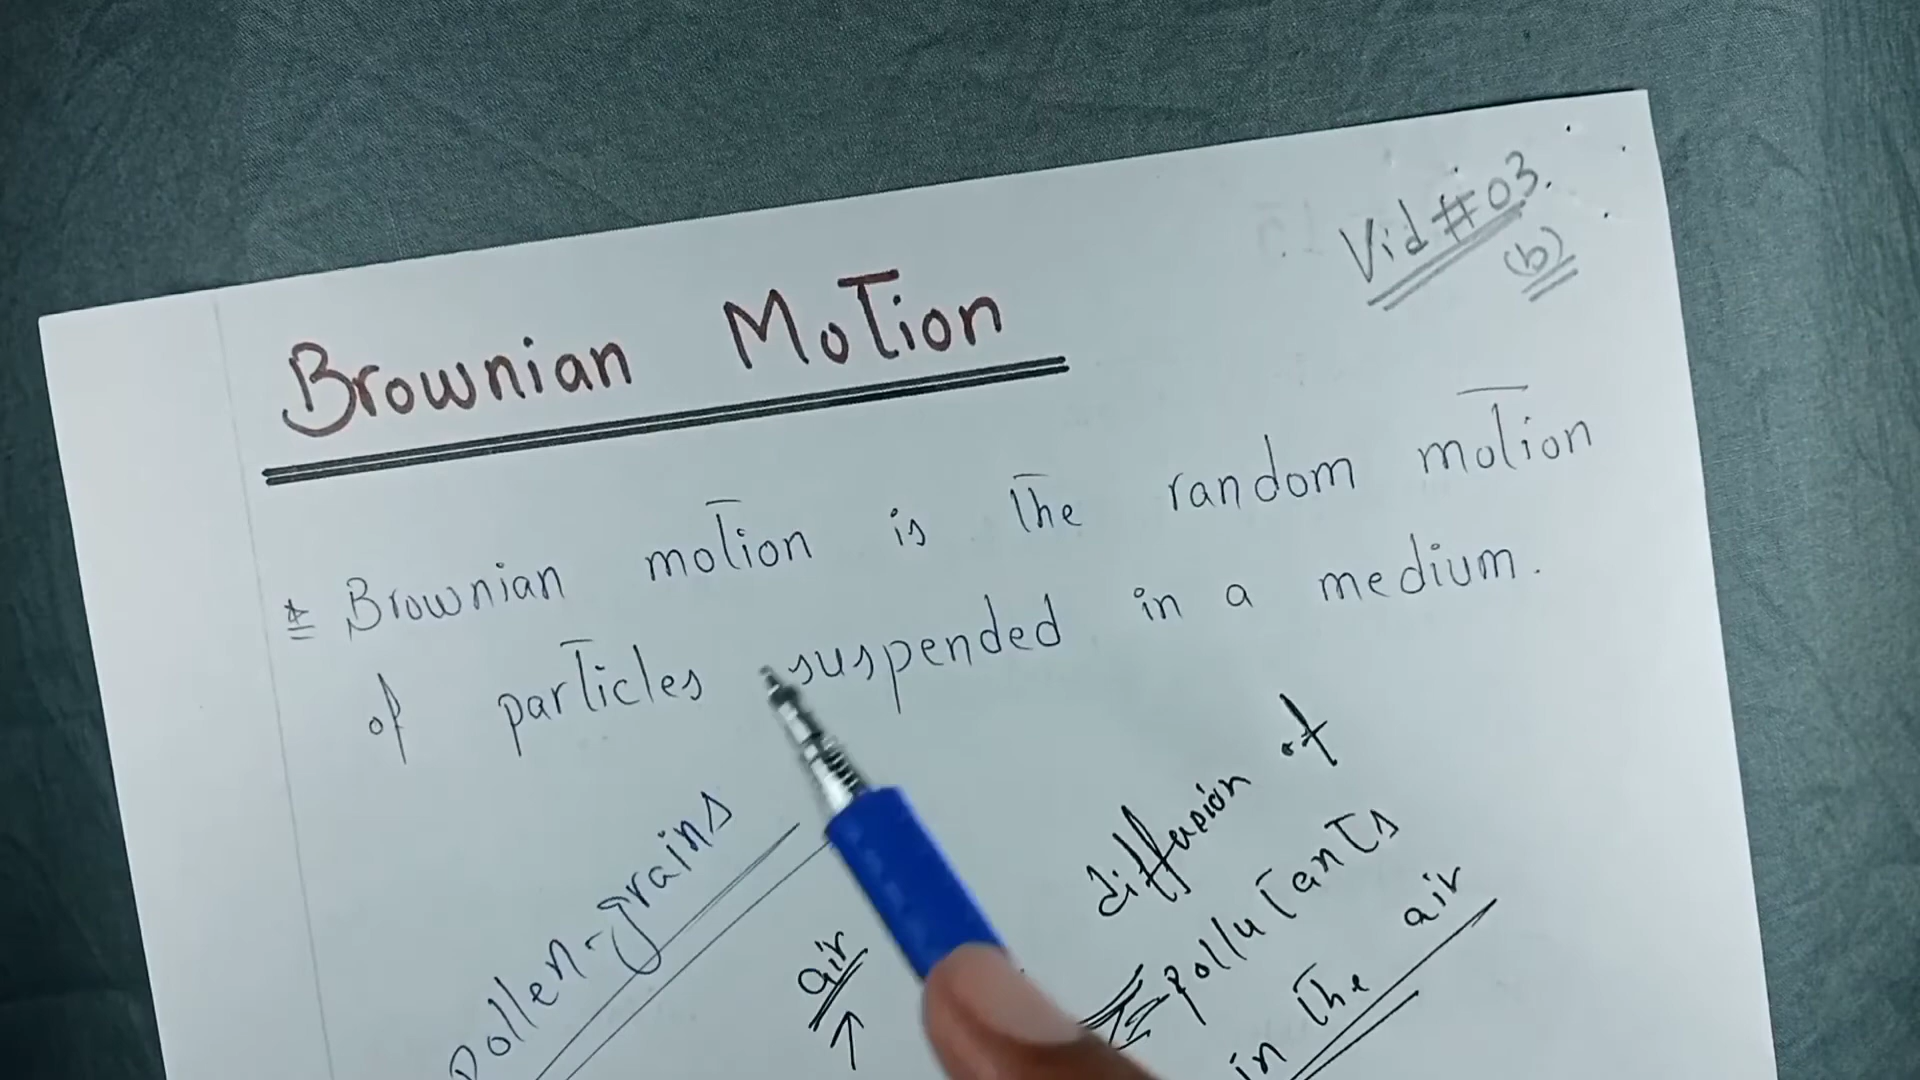 Vid #03.
(b)
Brownian Motion
* Brownian motion is the random motion
of particles suspended in a medium.
Pollen-grains
air
diffusion of
pollutants
in the air